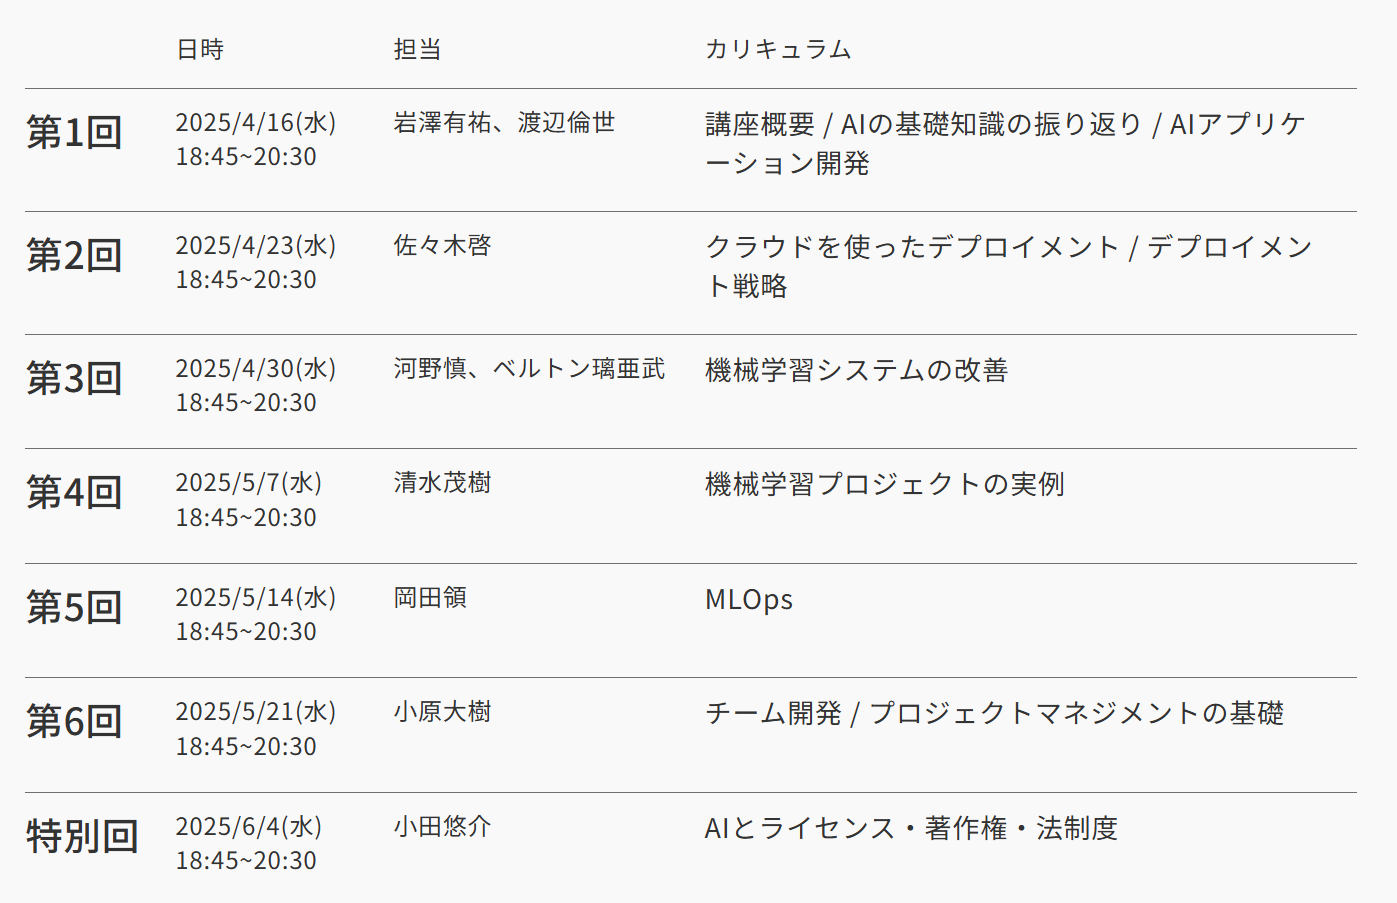 日時 担当 カリキュラム
第1回 2025/4/16(水) 岩澤有祐、渡辺倫世 講座概要 / AIの基礎知識の振り返り / AIアプリケ
18:45~20:30 ーション開発
第2回 2025/4/23(水) 佐々木啓 クラウドを使ったデプロイメント / デプロイメン
18:45~20:30 ト戦略
第3回 2025/4/30(水) 河野慎、ベルトン璃亜武 機械学習システムの改善
18:45~20:30
第4回 2025/5/7(水) 清水茂樹 機械学習プロジェクトの実例
18:45~20:30
第5回 2025/5/14(水) 岡田領 MLOps
18:45~20:30
第6回 2025/5/21(水) 小原大樹 チーム開発 / プロジェクトマネジメントの基礎
18:45~20:30
特別回 2025/6/4(水) 小田悠介 AIとライセンス・著作権・法制度
18:45~20:30